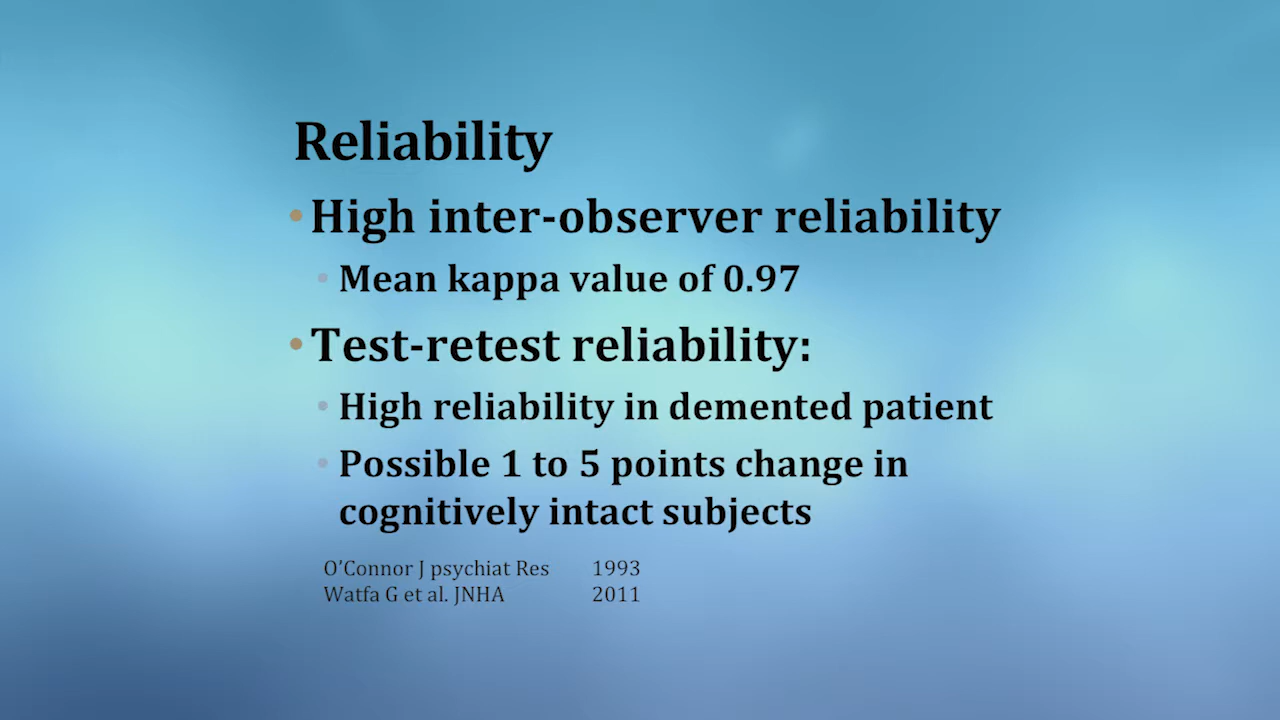 Reliability
• High inter-observer reliability
• Mean kappa value of 0.97
• Test-retest reliability:
• High reliability in demented patient
• Possible 1 to 5 points change in
cognitively intact subjects
O’Connor J psychiat Res 1993
Watfa G et al. JNHA 2011